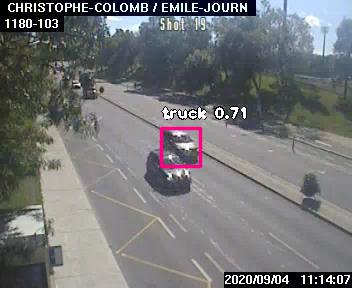 CHRISTOPHE-COLOMB / EMILE-JOURN
1180-103
Shot 19
truck 0.71
2020/09/04 11:14:07